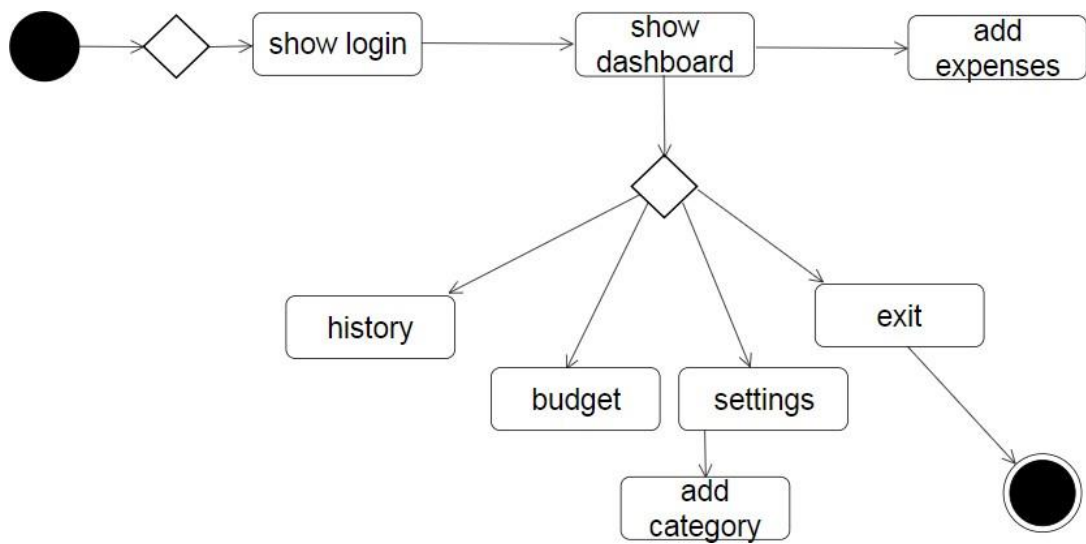 show login
show
dashboard
add
expenses
history
exit
budget
settings
add
category